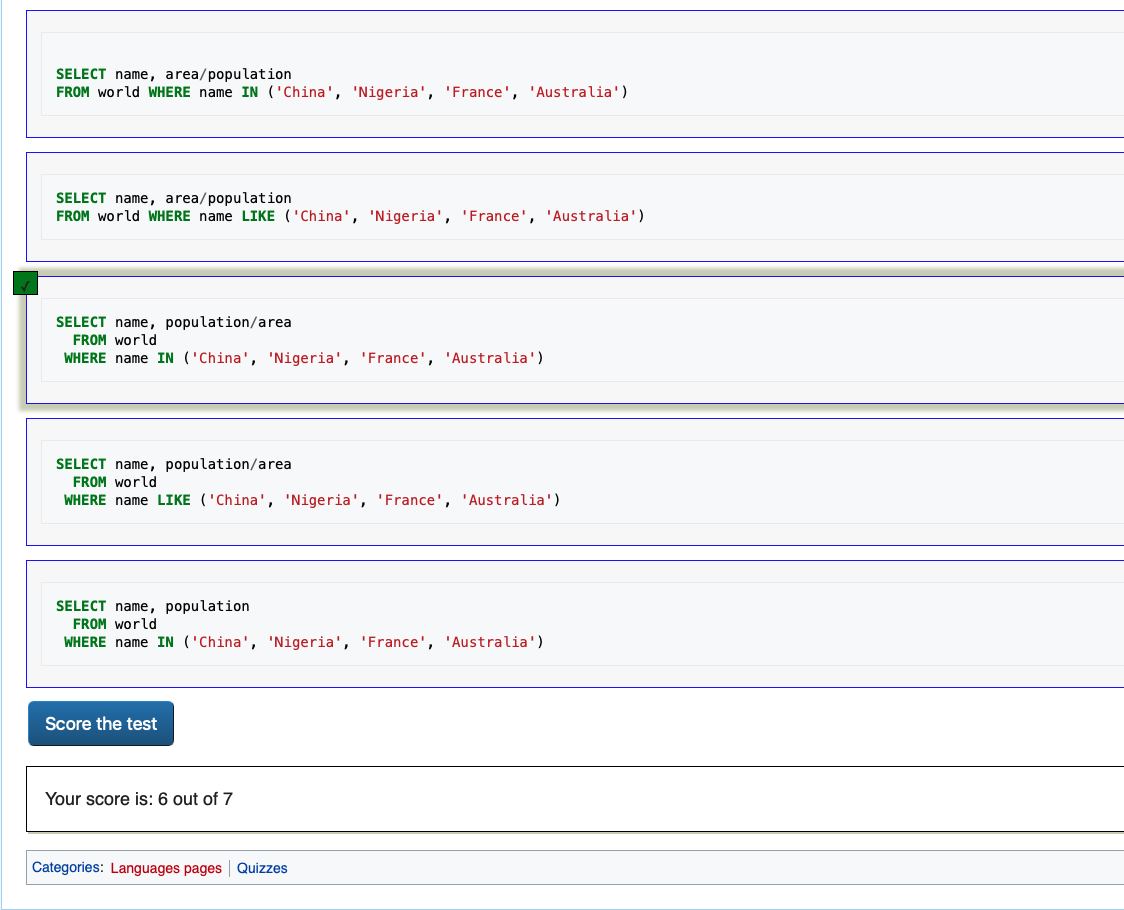 SELECT name, area/population
FROM world WHERE name IN ('China', 'Nigeria', 'France', 'Australia')
SELECT name, area/population
FROM world WHERE name LIKE ('China', 'Nigeria', 'France', 'Australia')
✓
SELECT name, population/area
FROM world
WHERE name IN ('China', 'Nigeria', 'France', 'Australia')
SELECT name, population/area
FROM world
WHERE name LIKE ('China', 'Nigeria', 'France', 'Australia')
SELECT name, population
FROM world
WHERE name IN ('China', 'Nigeria', 'France', 'Australia')
Score the test
Your score is: 6 out of 7
Categories: Languages pages | Quizzes